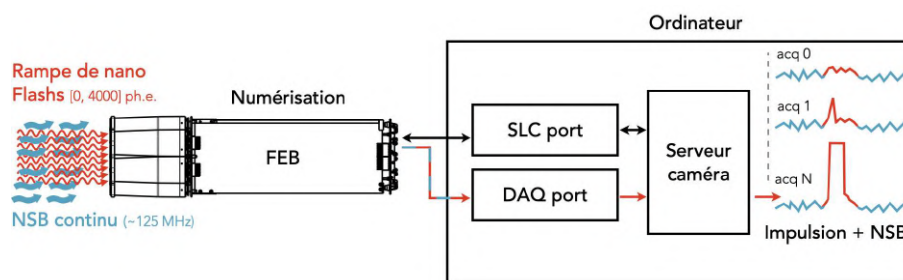 Ordinateur
Rampe de nano
Flashs [0, 4000] ph.e.
Numérisation
FEB
NSB continu (~125 MHz)
SLC port
DAQ port
Serveur
caméra
acq 0
acq 1
acq N
Impulsion + NSB